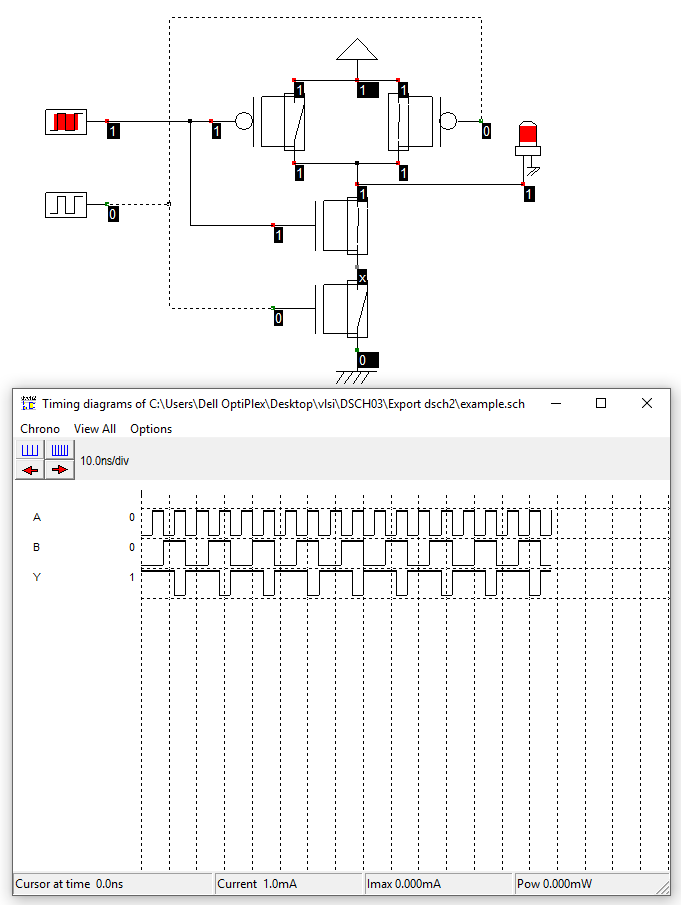 1 1 1
1 1 0
1 1 1
1
0
1
x
0
0
Timing diagrams of C:\Users\Dell OptiPlex\Desktop\vlsi\DSCH03\Export dsch2\example.sch
Chrono View All Options
10.0ns/div
A 0
B 0
Y 1
Cursor at time 0.0ns Current 1.0mA Imax 0.000mA Pow 0.000mW